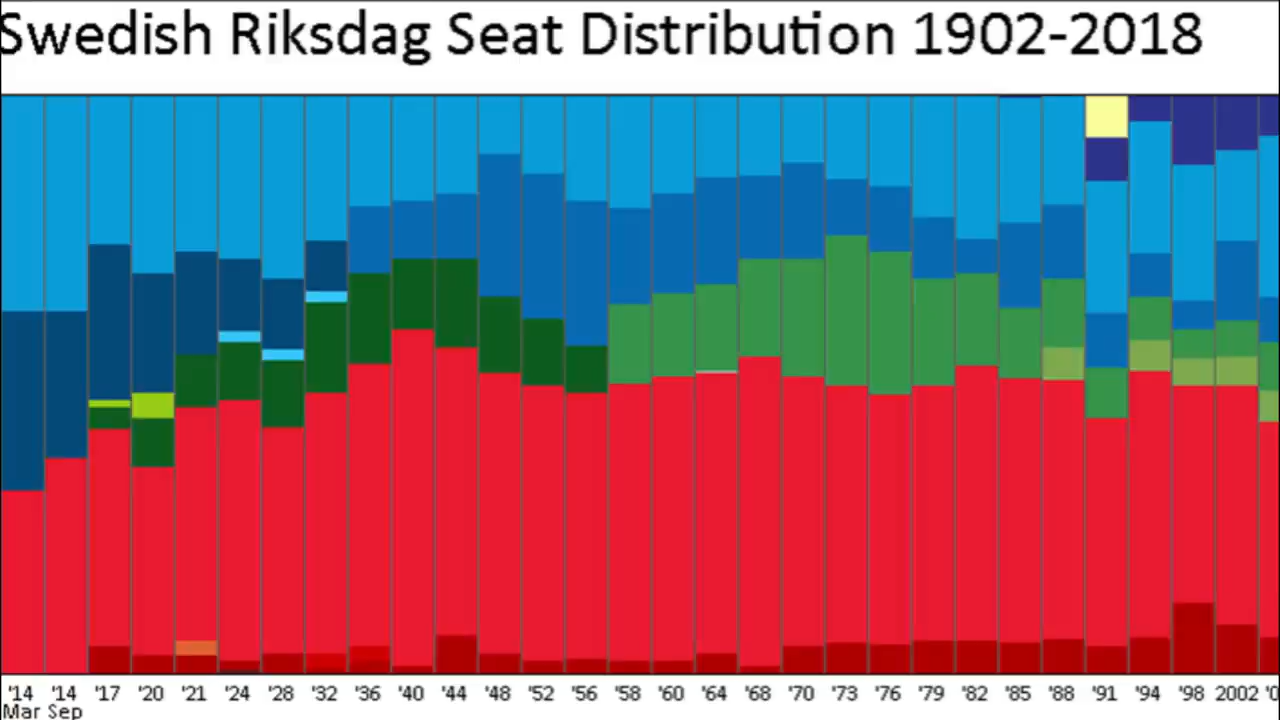 Swedish Riksdag Seat Distribution 1902-2018
'14 '14 '17 '20 '21 '24 '28 '32 '36 '40 '44 '48 '52 '56 '58 '60 '64 '68 '70 '73 '76 '79 '82 '85 '88 '91 '94 '98 2002
Mar Sep